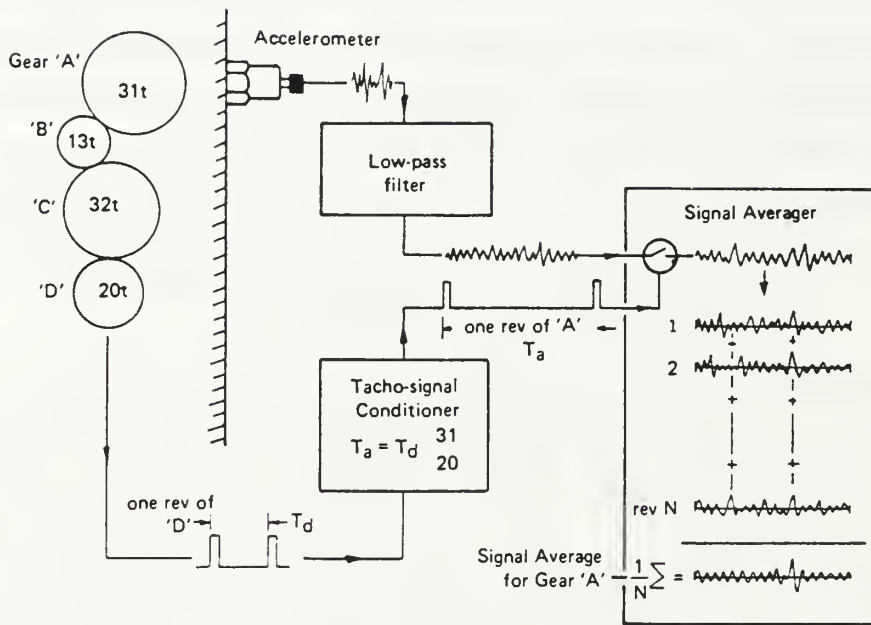 Gear 'A'
31t
'B'
13t
'C'
32t
'D'
20t
Accelerometer
Low-pass
filter
Signal Averager
one rev of 'A'
Ta
1
2
rev N
Tacho-signal
Conditioner
Ta = Td 31
20
one rev of
'D'
Td
Signal Average
for Gear 'A' = 1/N Σ =